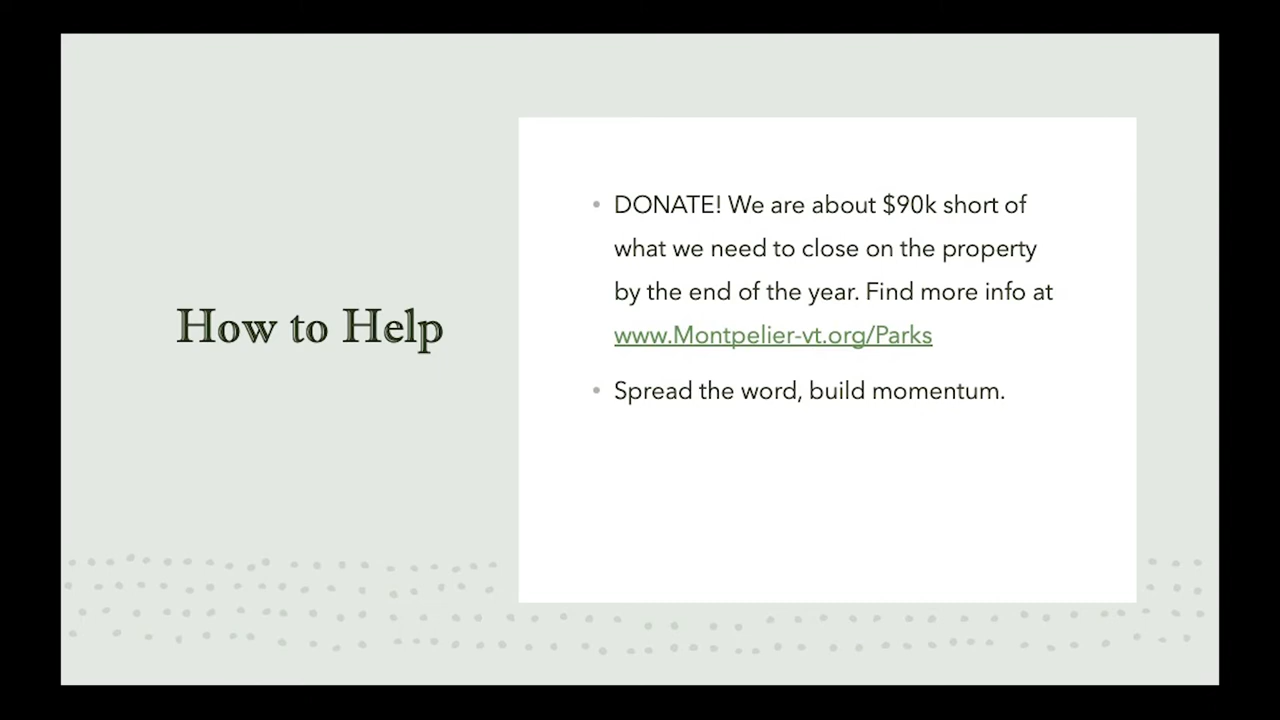 How to Help
• DONATE! We are about $90k short of
what we need to close on the property
by the end of the year. Find more info at
www.Montpelier-vt.org/Parks
• Spread the word, build momentum.